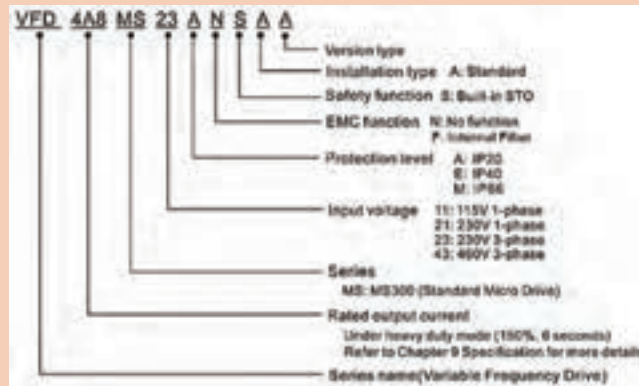 VFD 4A8 MS 23 A N S A A
Version type
Installation type A: Standard
Safety function S: Built-in STO
EMC function N: No function
F: Internal Filter
Protection level A: IP20
E: IP40
M: IP66
Input voltage 11: 115V 1-phase
21: 230V 1-phase
23: 230V 3-phase
43: 460V 3-phase
Series
MS: MS300 (Standard Micro Drive)
Rated output current
Under heavy duty mode (150%, 6 seconds)
Refer to Chapter 9 Specification for more details
Series name(Variable Frequency Drive)